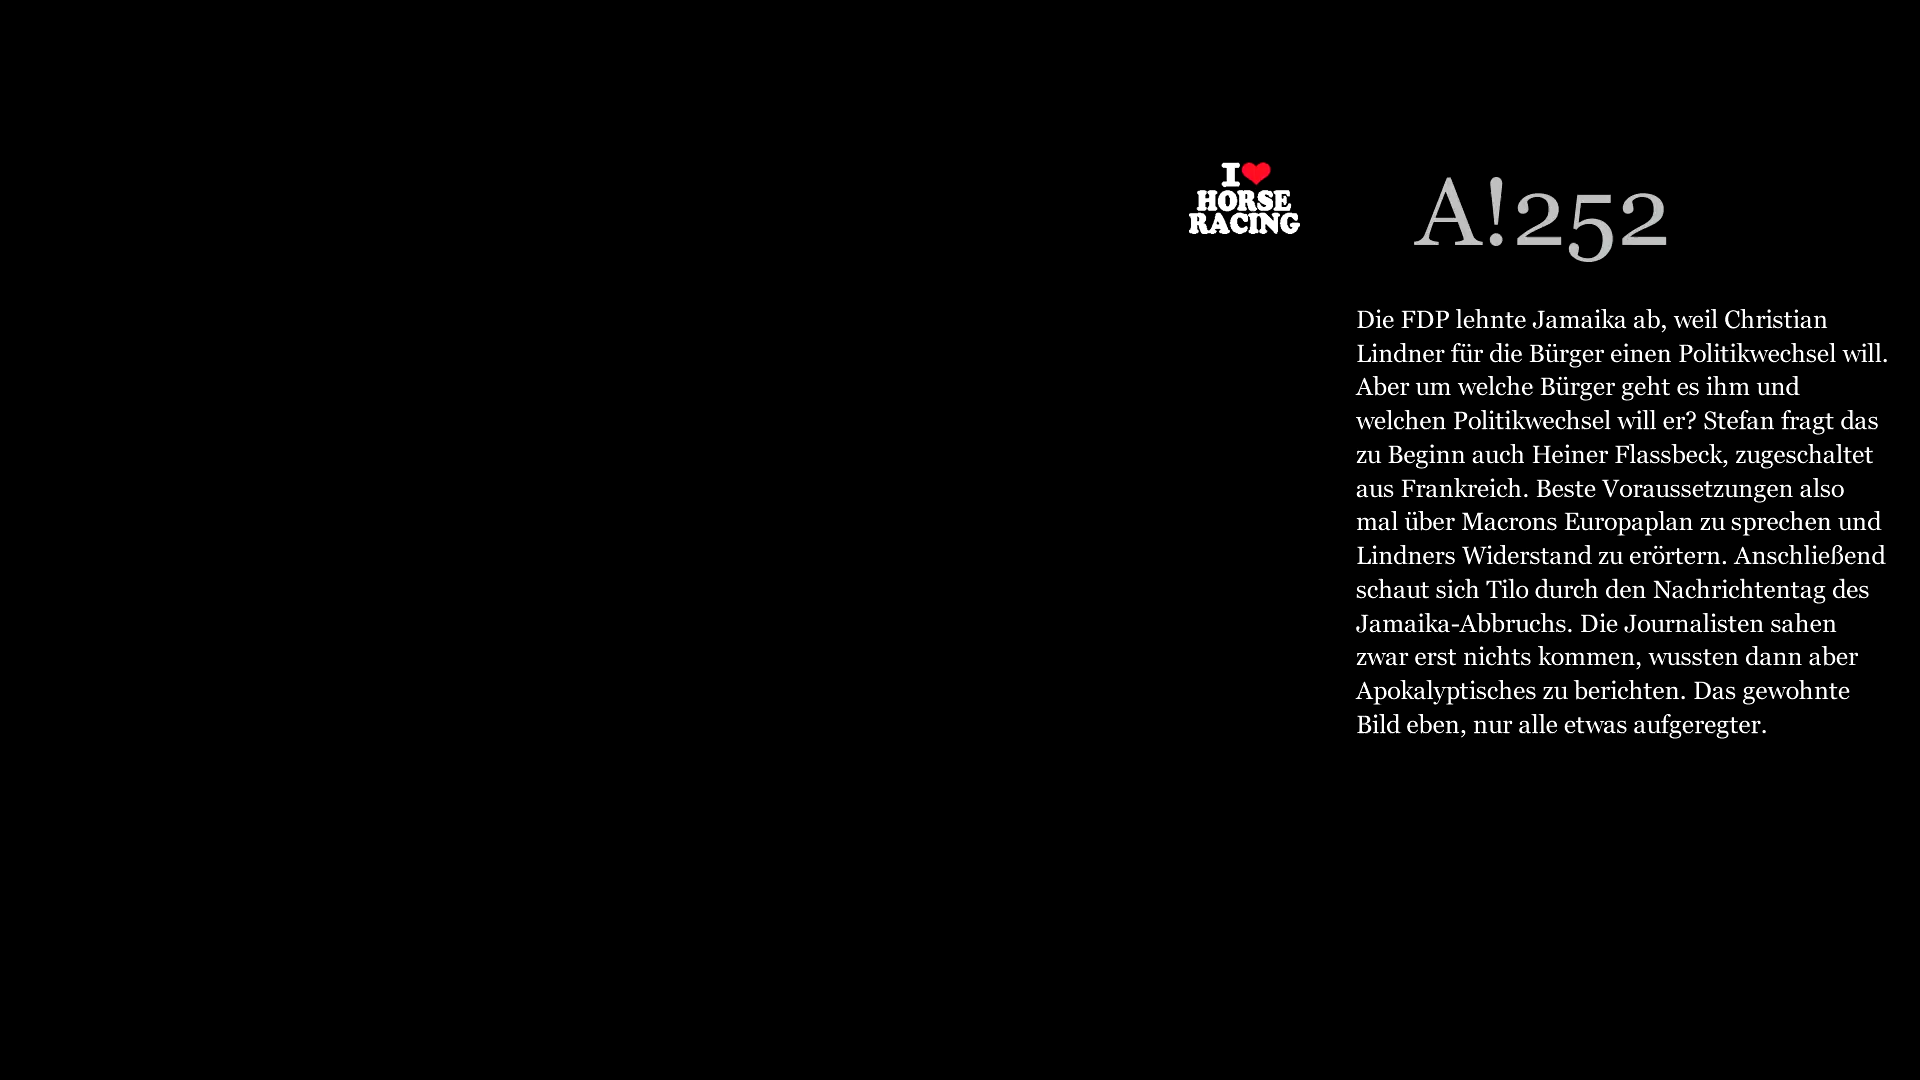 I
HORSE
RACING
A!252
Die FDP lehnte Jamaika ab, weil Christian
Lindner für die Bürger einen Politikwechsel will.
Aber um welche Bürger geht es ihm und
welchen Politikwechsel will er? Stefan fragt das
zu Beginn auch Heiner Flassbeck, zugeschaltet
aus Frankreich. Beste Voraussetzungen also
mal über Macrons Europaplan zu sprechen und
Lindners Widerstand zu erörtern. Anschließend
schaut sich Tilo durch den Nachrichtentag des
Jamaika-Abbruchs. Die Journalisten sahen
zwar erst nichts kommen, wussten dann aber
Apokalyptisches zu berichten. Das gewohnte
Bild eben, nur alle etwas aufgeregter.